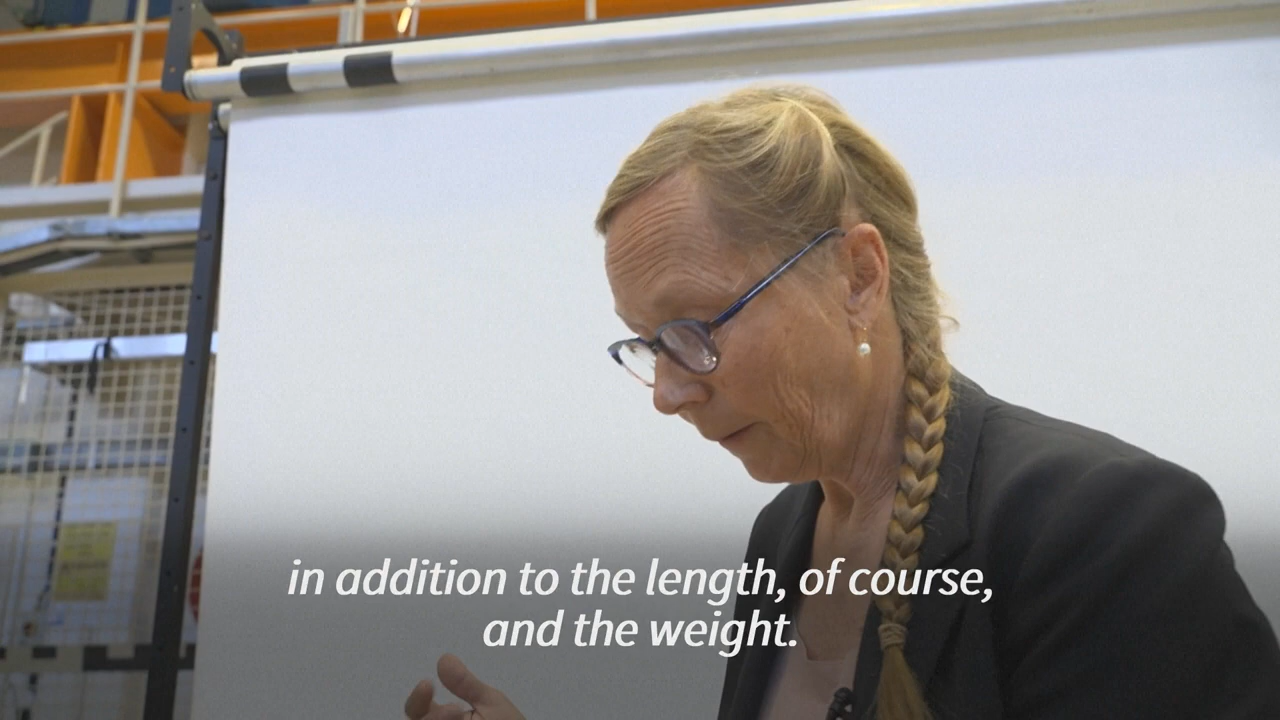 in addition to the length, of course,
and the weight.